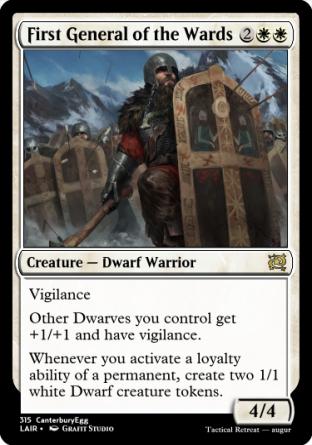 First General of the Wards 2
Creature — Dwarf Warrior
Vigilance
Other Dwarves you control get
+1/+1 and have vigilance.
Whenever you activate a loyalty
ability of a permanent, create two 1/1
white Dwarf creature tokens.
4/4
315 CanterburyEgg
LAIR • Grafit Studio
Tactical Retreat — augur